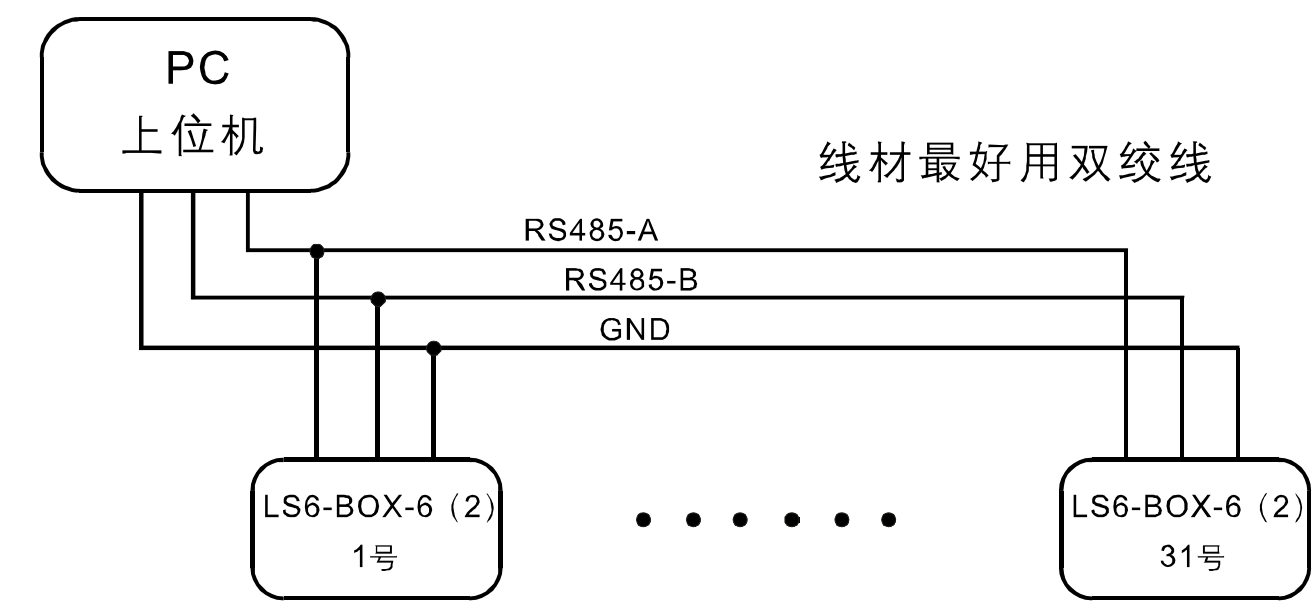 PC
上位机
线材最好用双绞线
RS485-A
RS485-B
GND
LS6-BOX-6（2）
1号
LS6-BOX-6（2）
31号